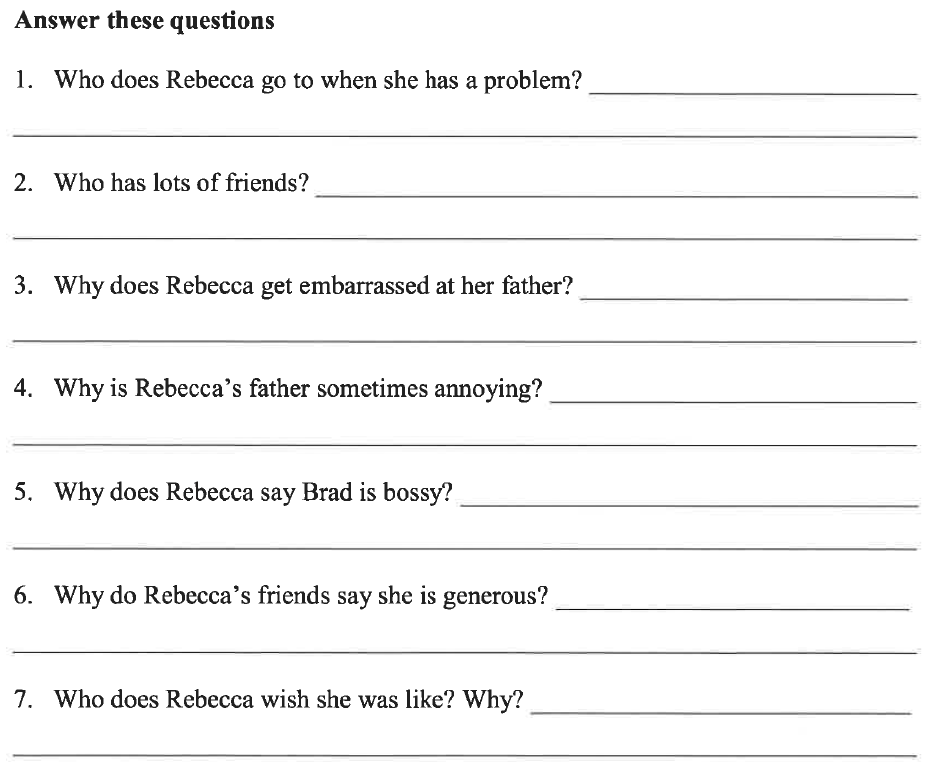 Answer these questions
1. Who does Rebecca go to when she has a problem?
2. Who has lots of friends?
3. Why does Rebecca get embarrassed at her father?
4. Why is Rebecca's father sometimes annoying?
5. Why does Rebecca say Brad is bossy?
6. Why do Rebecca's friends say she is generous?
7. Who does Rebecca wish she was like? Why?